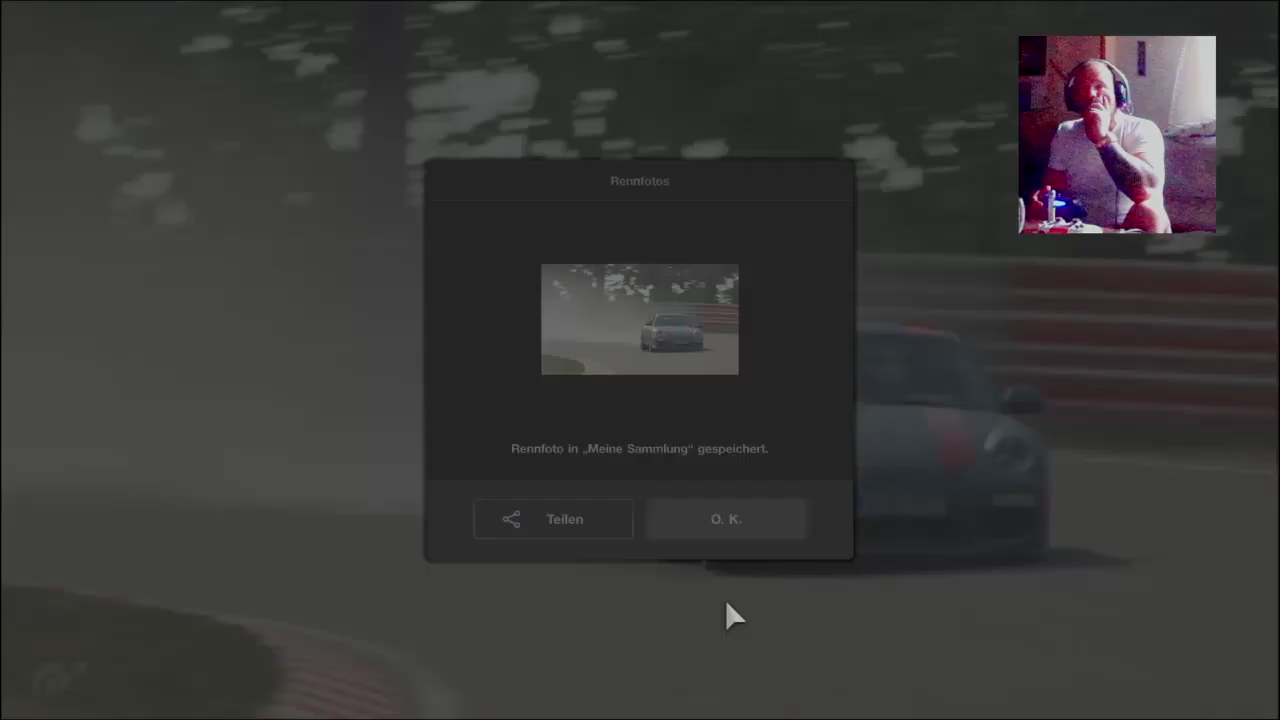 Rennfotos
Rennfoto in „Meine Sammlung“ gespeichert.
Teilen
O. K.